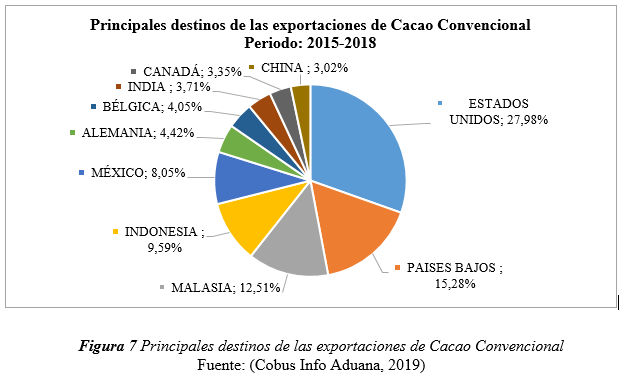 Principales destinos de las exportaciones de Cacao Convencional
Periodo: 2015-2018
CANADÁ; 3,35%
CHINA ; 3,02%
INDIA ; 3,71%
BÉLGICA; 4,05%
ALEMANIA; 4,42%
MÉXICO; 8,05%
INDONESIA ;
9,59%
MALASIA; 12,51%
ESTADOS
UNIDOS; 27,98%
PAISES BAJOS ;
15,28%
Figura 7 Principales destinos de las exportaciones de Cacao Convencional
Fuente: (Cobus Info Aduana, 2019)